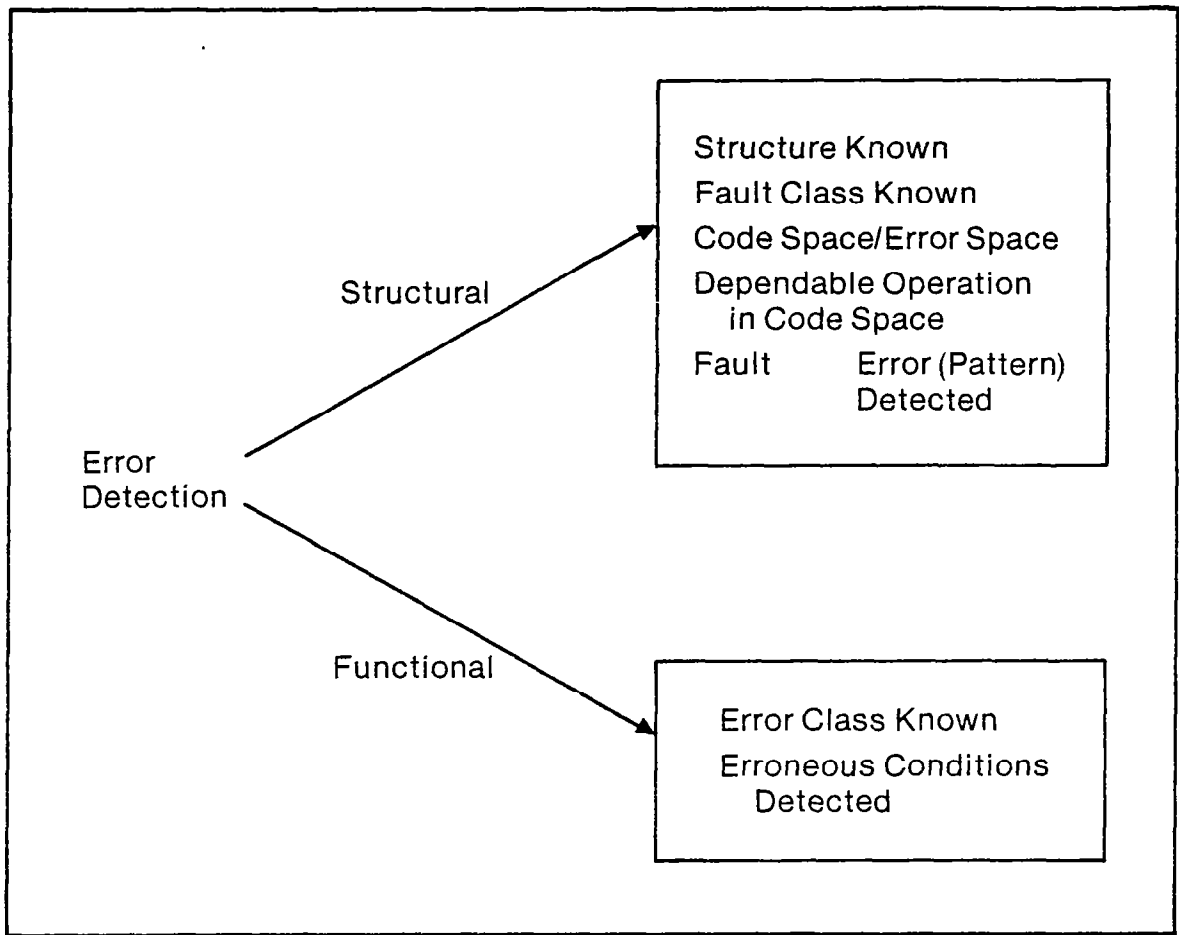 Structure Known
Fault Class Known
Code Space/Error Space
Dependable Operation
in Code Space
Fault Error (Pattern)
Detected
Structural
Error
Detection
Functional
Error Class Known
Erroneous Conditions
Detected